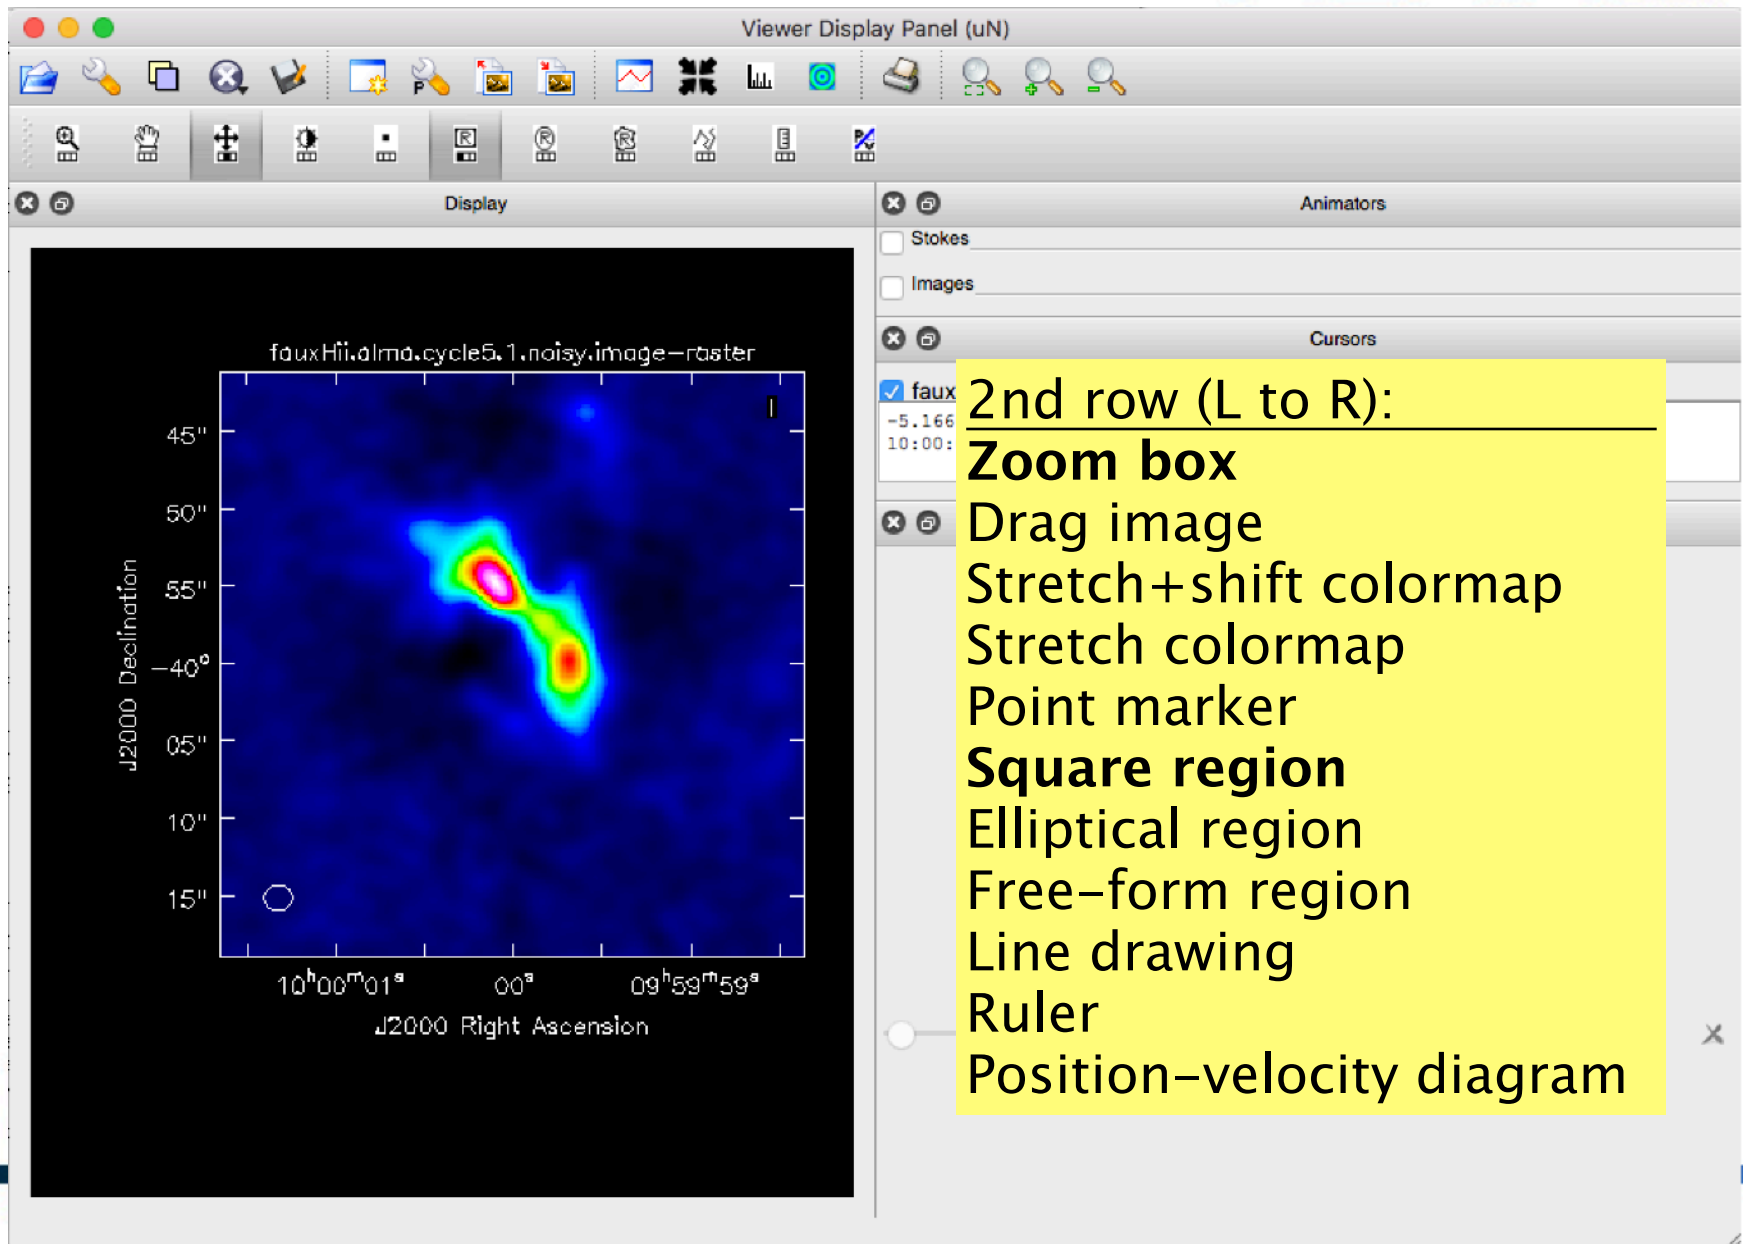 Viewer Display Panel (uN)
Display
Animators
Stokes
Images
Cursors
fauxHii.alma.cycle5.1.noisy.image-raster
I
45"
50"
55"
-40°
05"
10"
15"
J2000 Declination
10ʰ00ᵐ01ˢ 00ˢ 09ʰ59ᵐ59ˢ
J2000 Right Ascension
faux
-5.166
10:00:
2nd row (L to R):
Zoom box
Drag image
Stretch+shift colormap
Stretch colormap
Point marker
Square region
Elliptical region
Free-form region
Line drawing
Ruler
Position-velocity diagram